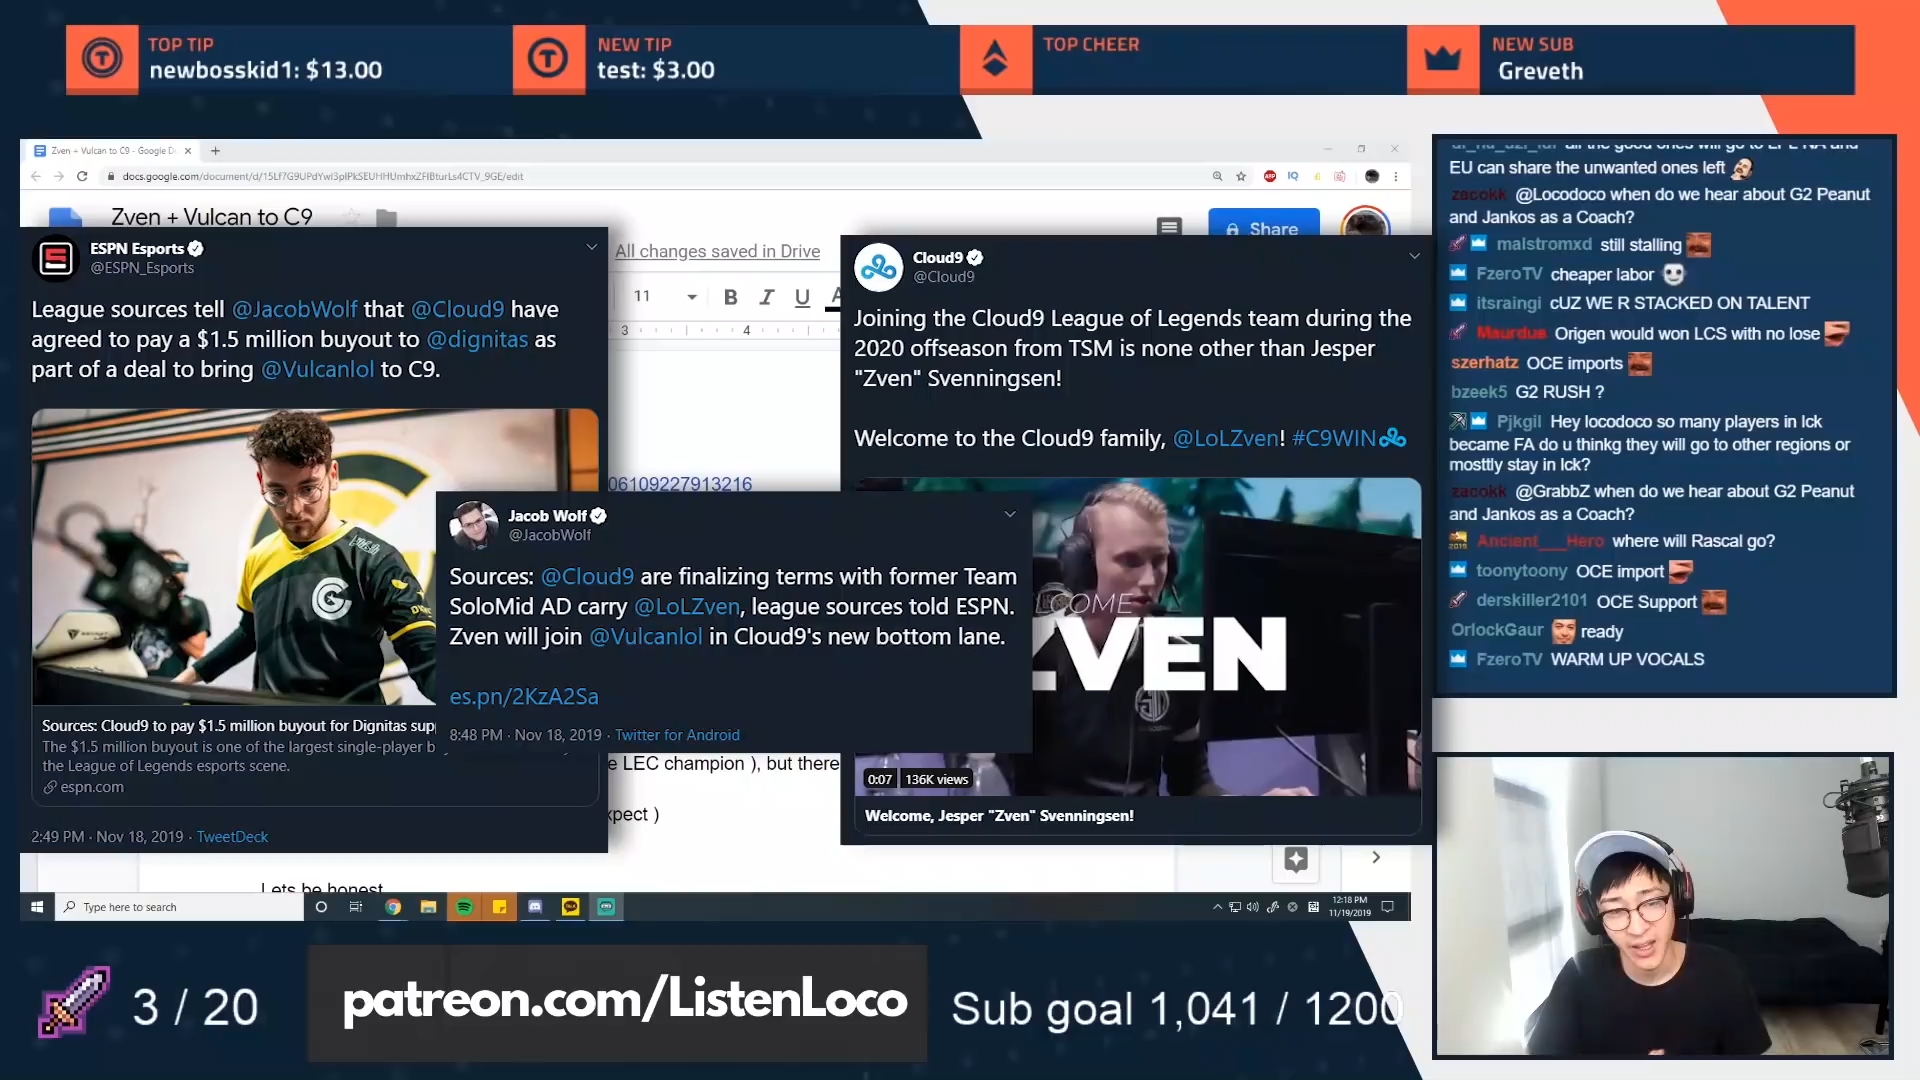 TOP TIP
newbosskid1: $13.00
NEW TIP
test: $3.00
TOP CHEER
NEW SUB
Greveth
Zven + Vulcan to C9 - Google D
docs.google.com/document/d/
/edit
Zven + Vulcan to C9
All changes saved in Drive
Share
11
B I U A
3
4
ESPN Esports
@ESPN_Esports
League sources tell @JacobWolf that @Cloud9 have
agreed to pay a $1.5 million buyout to @dignitas as
part of a deal to bring @Vulcanlol to C9.
Sources: Cloud9 to pay $1.5 million buyout for Dignitas sup
The $1.5 million buyout is one of the largest single-player b
the League of Legends esports scene.
espn.com
2:49 PM · Nov 18, 2019 · TweetDeck
06109227913216
Jacob Wolf
@JacobWolf
Sources: @Cloud9 are finalizing terms with former Team
SoloMid AD carry @LoLZven, league sources told ESPN.
Zven will join @Vulcanlol in Cloud9's new bottom lane.
es.pn/2KzA2Sa
8:48 PM · Nov 18, 2019 · Twitter for Android
e LEC champion ), but there
xpect )
Lets be honest
Cloud9
@Cloud9
Joining the Cloud9 League of Legends team during the
2020 offseason from TSM is none other than Jesper
"Zven" Svenningsen!
Welcome to the Cloud9 family, @LoLZven! #C9WIN
COME
ZVEN
0:07 136K views
Welcome, Jesper "Zven" Svenningsen!
Type here to search
12:18 PM
11/19/2019
EU can share the unwanted ones left
zacokk @Locodoco when do we hear about G2 Peanut
and Jankos as a Coach?
malstromxd still stalling
FzeroTV cheaper labor
itsraingi cUZ WE R STACKED ON TALENT
Maurdue Origen would won LCS with no lose
szerhatz OCE imports
bzeek5 G2 RUSH ?
Pjkgil Hey locodoco so many players in lck
became FA do u thinkg they will go to other regions or
mosttly stay in lck?
zacokk @GrabbZ when do we hear about G2 Peanut
and Jankos as a Coach?
Ancient___Hero where will Rascal go?
toonytoony OCE import
derskiller2101 OCE Support
OrlockGaur ready
FzeroTV WARM UP VOCALS
3 / 20
patreon.com/ListenLoco
Sub goal 1,041 / 1200